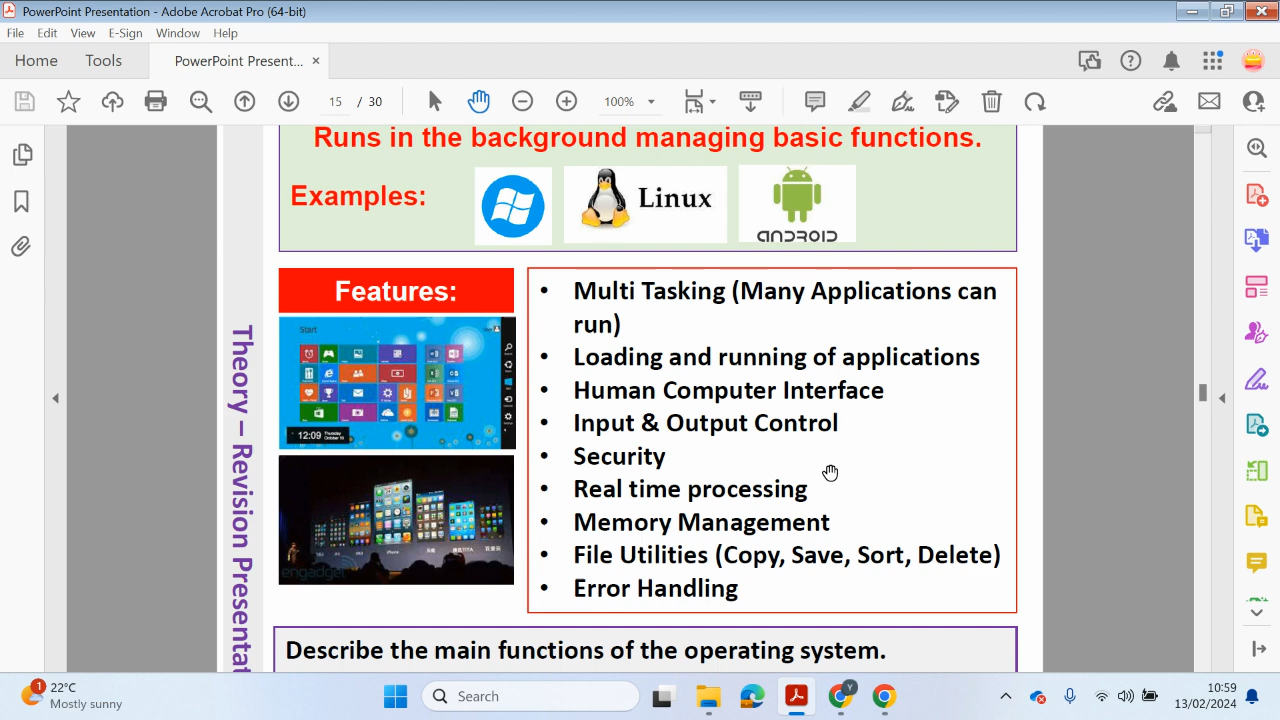 PowerPoint Presentation - Adobe Acrobat Pro (64-bit)
File Edit View E-Sign Window Help
Home Tools PowerPoint Present... ×
15 / 30 100%
Runs in the background managing basic functions.
Examples:
Linux
ANDROID
Features:
Start
12:09 Thursday
October 10
engadget
• Multi Tasking (Many Applications can
run)
• Loading and running of applications
• Human Computer Interface
• Input & Output Control
• Security
• Real time processing
• Memory Management
• File Utilities (Copy, Save, Sort, Delete)
• Error Handling
Theory – Revision Presentat
Describe the main functions of the operating system.
1
22°C
Mostly sunny
Search
Y
10:59
13/02/2024